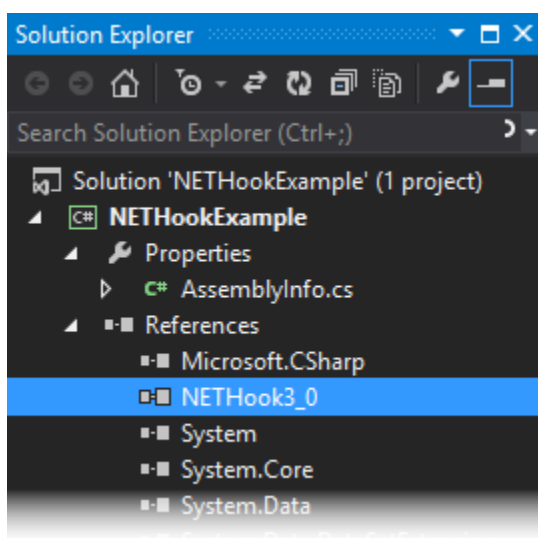 Solution Explorer
Search Solution Explorer (Ctrl+;)
Solution 'NETHookExample' (1 project)
C# NETHookExample
Properties
C# AssemblyInfo.cs
References
Microsoft.CSharp
NETHook3_0
System
System.Core
System.Data